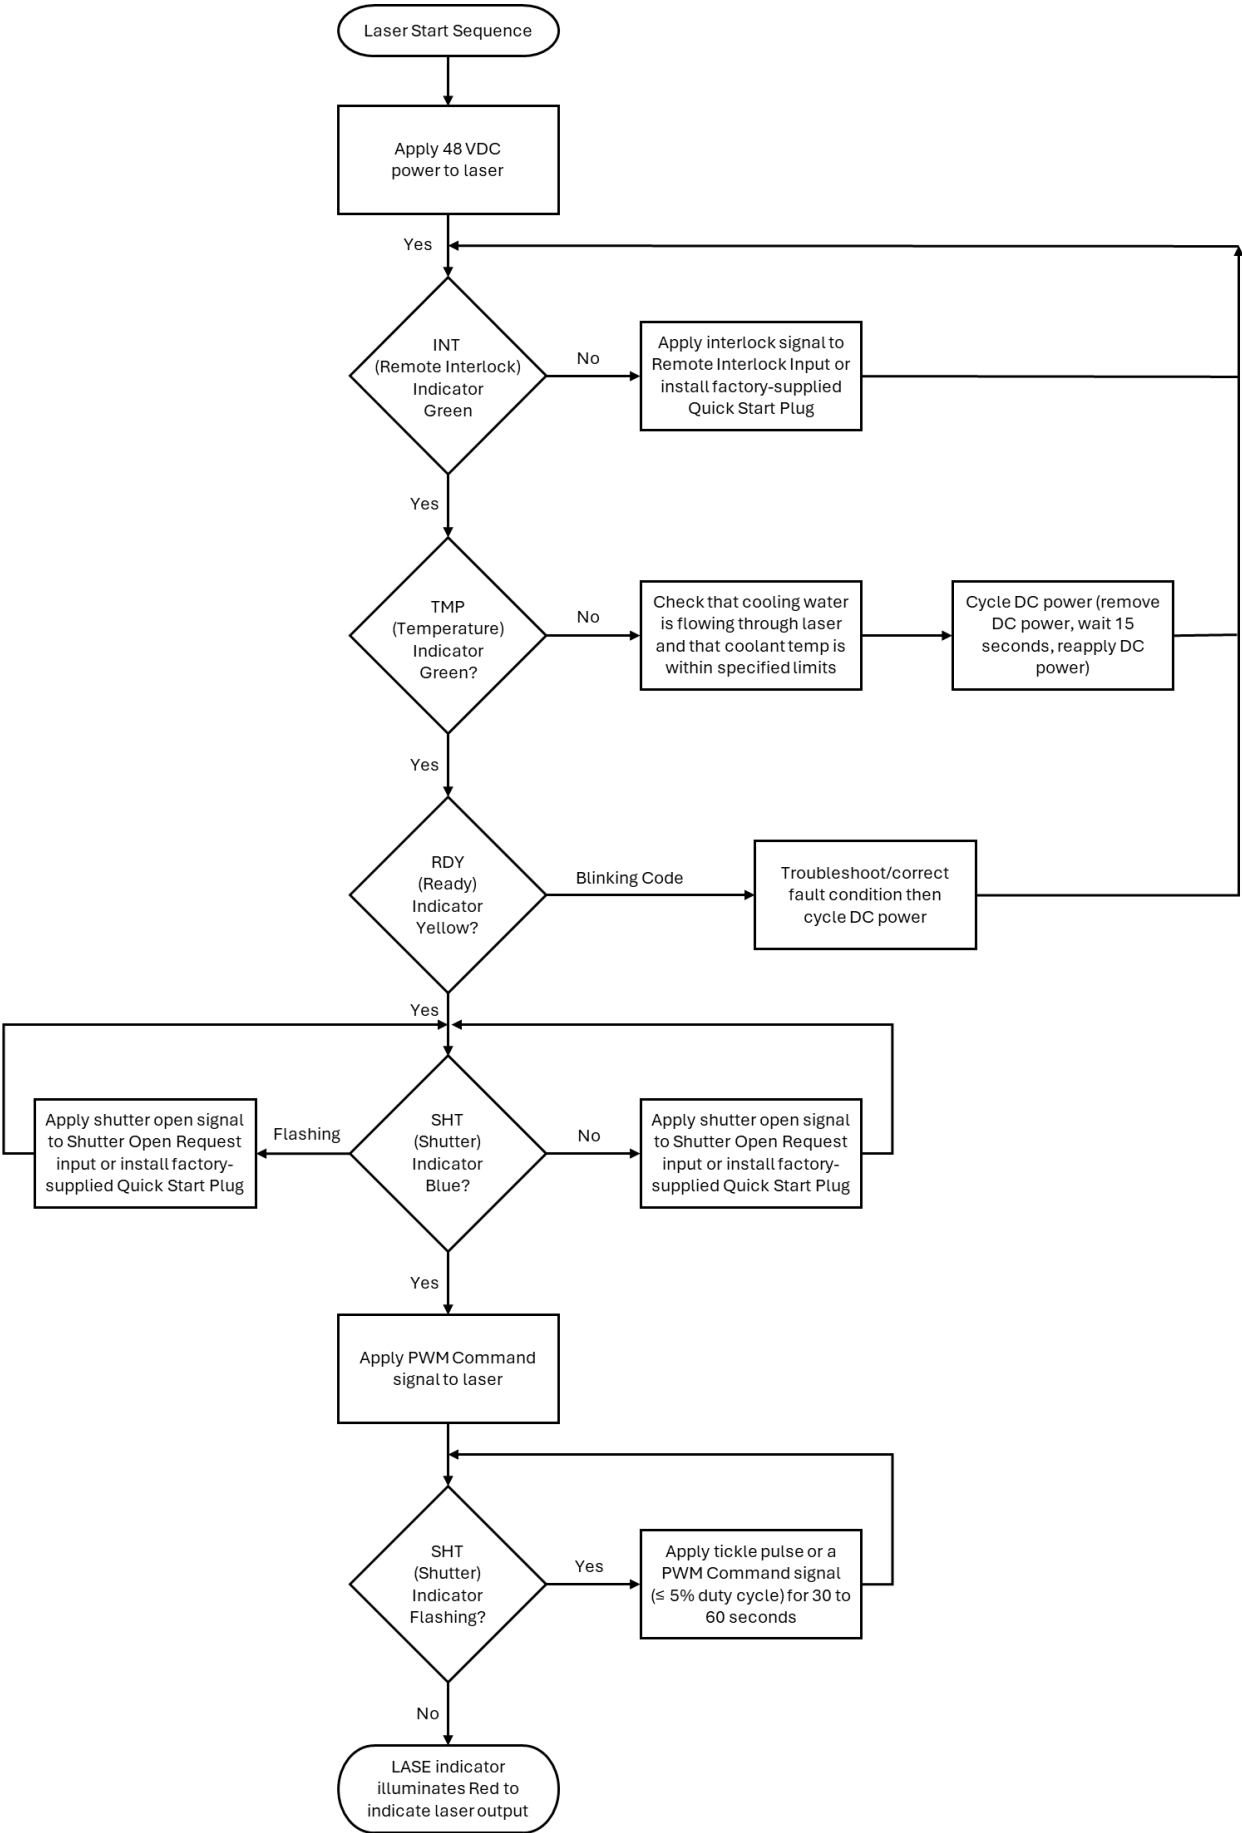 Laser Start Sequence
Apply 48 VDC
power to laser
Yes
INT
(Remote Interlock)
Indicator
Green
No
Apply interlock signal to
Remote Interlock Input or
install factory-supplied
Quick Start Plug
Yes
TMP
(Temperature)
Indicator
Green?
No
Check that cooling water
is flowing through laser
and that coolant temp is
within specified limits
Cycle DC power (remove
DC power, wait 15
seconds, reapply DC
power)
Yes
RDY
(Ready)
Indicator
Yellow?
Blinking Code
Troubleshoot/correct
fault condition then
cycle DC power
Yes
Apply shutter open signal
to Shutter Open Request
input or install factory-
supplied Quick Start Plug
Flashing
SHT
(Shutter)
Indicator
Blue?
No
Apply shutter open signal
to Shutter Open Request
input or install factory-
supplied Quick Start Plug
Yes
Apply PWM Command
signal to laser
SHT
(Shutter)
Indicator
Flashing?
Yes
Apply tickle pulse or a
PWM Command signal
(≤ 5% duty cycle) for 30 to
60 seconds
No
LASE indicator
illuminates Red to
indicate laser output